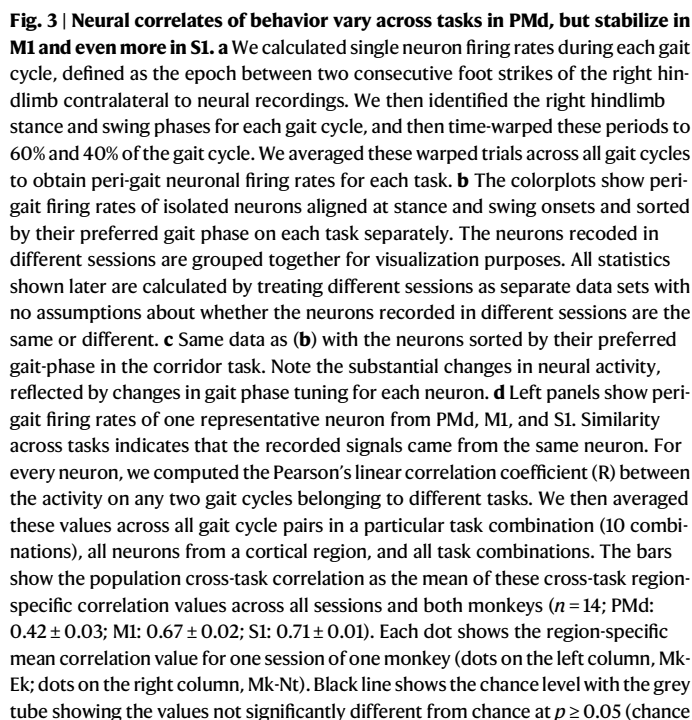 Fig. 3 | Neural correlates of behavior vary across tasks in PMd, but stabilize in
M1 and even more in S1. a We calculated single neuron firing rates during each gait
cycle, defined as the epoch between two consecutive foot strikes of the right hin-
dlimb contralateral to neural recordings. We then identified the right hindlimb
stance and swing phases for each gait cycle, and then time-warped these periods to
60% and 40% of the gait cycle. We averaged these warped trials across all gait cycles
to obtain peri-gait neuronal firing rates for each task. b The colorplots show peri-
gait firing rates of isolated neurons aligned at stance and swing onsets and sorted
by their preferred gait phase on each task separately. The neurons recoded in
different sessions are grouped together for visualization purposes. All statistics
shown later are calculated by treating different sessions as separate data sets with
no assumptions about whether the neurons recorded in different sessions are the
same or different. c Same data as (b) with the neurons sorted by their preferred
gait-phase in the corridor task. Note the substantial changes in neural activity,
reflected by changes in gait phase tuning for each neuron. d Left panels show peri-
gait firing rates of one representative neuron from PMd, M1, and S1. Similarity
across tasks indicates that the recorded signals came from the same neuron. For
every neuron, we computed the Pearson's linear correlation coefficient (R) between
the activity on any two gait cycles belonging to different tasks. We then averaged
these values across all gait cycle pairs in a particular task combination (10 combi-
nations), all neurons from a cortical region, and all task combinations. The bars
show the population cross-task correlation as the mean of these cross-task region-
specific correlation values across all sessions and both monkeys (n = 14; PMd:
0.42 ± 0.03; M1: 0.67 ± 0.02; S1: 0.71 ± 0.01). Each dot shows the region-specific
mean correlation value for one session of one monkey (dots on the left column, Mk-
Ek; dots on the right column, Mk-Nt). Black line shows the chance level with the grey
tube showing the values not significantly different from chance at p ≥ 0.05 (chance